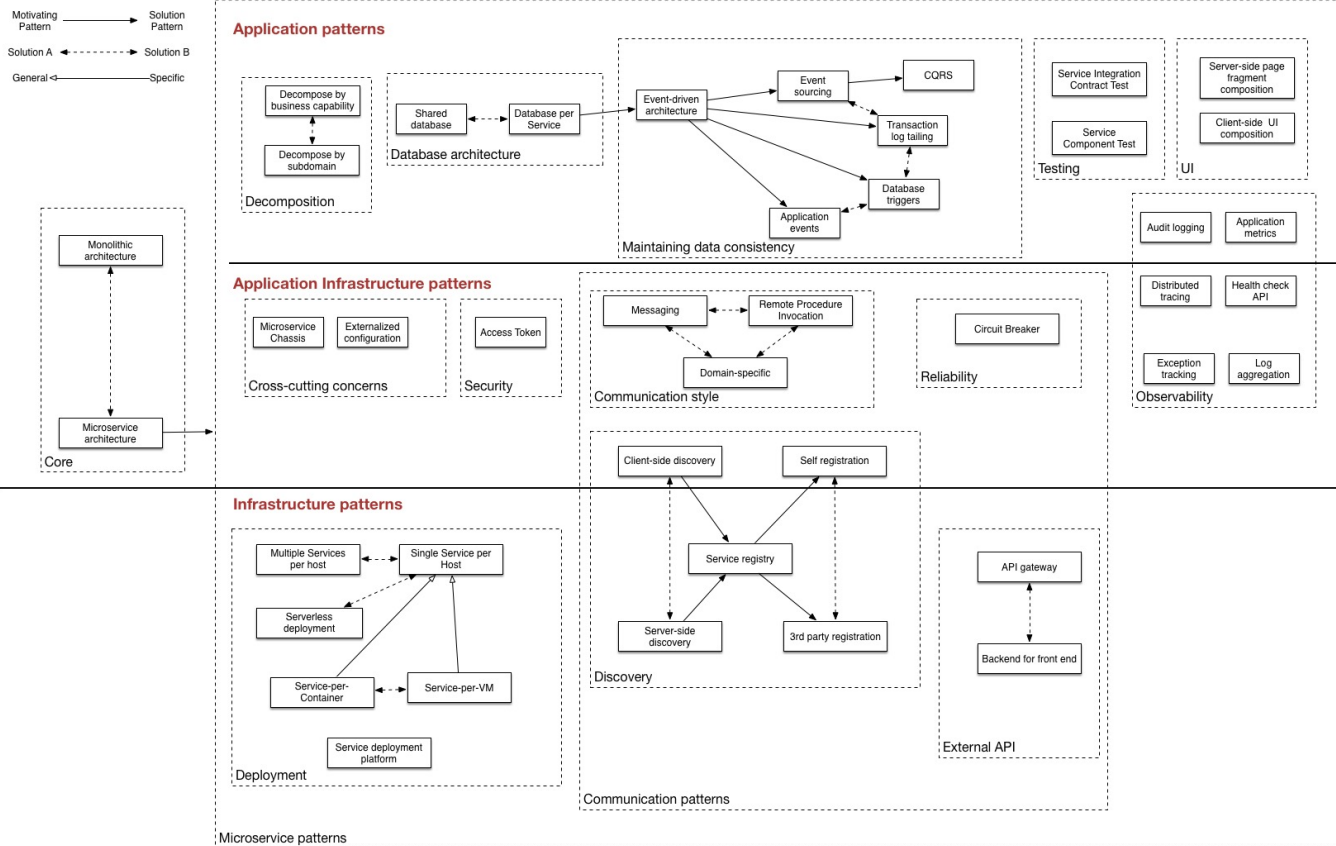 Motivating
Pattern
Solution
Pattern
Solution A
Solution B
General
Specific
Application patterns
Decompose by
business capability
Decompose by
subdomain
Decomposition
Shared
database
Database per
Service
Database architecture
Event-driven
architecture
Event
sourcing
CQRS
Transaction
log tailing
Database
triggers
Application
events
Maintaining data consistency
Service Integration
Contract Test
Service
Component Test
Testing
Server-side page
fragment
composition
Client-side UI
composition
UI
Monolithic
architecture
Microservice
architecture
Core
Application Infrastructure patterns
Microservice
Chassis
Externalized
configuration
Cross-cutting concerns
Access Token
Security
Messaging
Remote Procedure
Invocation
Domain-specific
Communication style
Circuit Breaker
Reliability
Audit logging
Application
metrics
Distributed
tracing
Health check
API
Exception
tracking
Log
aggregation
Observability
Client-side discovery
Self registration
Service registry
Server-side
discovery
3rd party registration
Discovery
Infrastructure patterns
Multiple Services
per host
Single Service per
Host
Serverless
deployment
Service-per-
Container
Service-per-VM
Service deployment
platform
Deployment
API gateway
Backend for front end
External API
Communication patterns
Microservice patterns